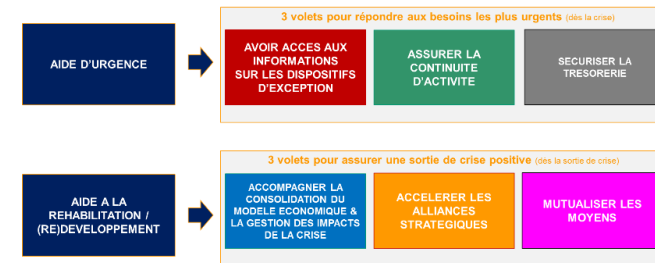 3 volets pour répondre aux besoins les plus urgents (dès la crise)
AIDE D'URGENCE
AVOIR ACCES AUX
INFORMATIONS
SUR LES DISPOSITIFS
D'EXCEPTION
ASSURER LA
CONTINUITE
D'ACTIVITE
SECURISER LA
TRESORERIE
3 volets pour assurer une sortie de crise positive (dès la sortie de crise)
AIDE A LA
REHABILITATION /
(RE)DEVELOPPEMENT
ACCOMPAGNER LA
CONSOLIDATION DU
MODELE ECONOMIQUE &
LA GESTION DES IMPACTS
DE LA CRISE
ACCELERER LES
ALLIANCES
STRATEGIQUES
MUTUALISER LES
MOYENS